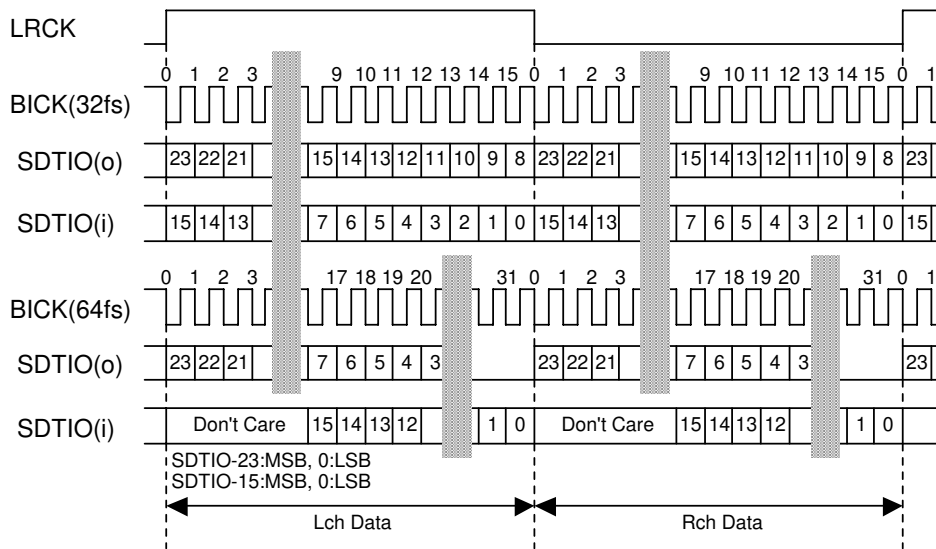 LRCK
0 1 2 3 9 10 11 12 13 14 15 0 1 2 3 9 10 11 12 13 14 15 0 1
BICK(32fs)
SDTIO(o) 23 22 21 15 14 13 12 11 10 9 8 23 22 21 15 14 13 12 11 10 9 8 23
SDTIO(i) 15 14 13 7 6 5 4 3 2 1 0 15 14 13 7 6 5 4 3 2 1 0 15
0 1 2 3 17 18 19 20 31 0 1 2 3 17 18 19 20 31 0 1
BICK(64fs)
SDTIO(o) 23 22 21 7 6 5 4 3 23 22 21 7 6 5 4 3 23
SDTIO(i) Don't Care 15 14 13 12 1 0 Don't Care 15 14 13 12 1 0
SDTIO-23:MSB, 0:LSB
SDTIO-15:MSB, 0:LSB
Lch Data Rch Data